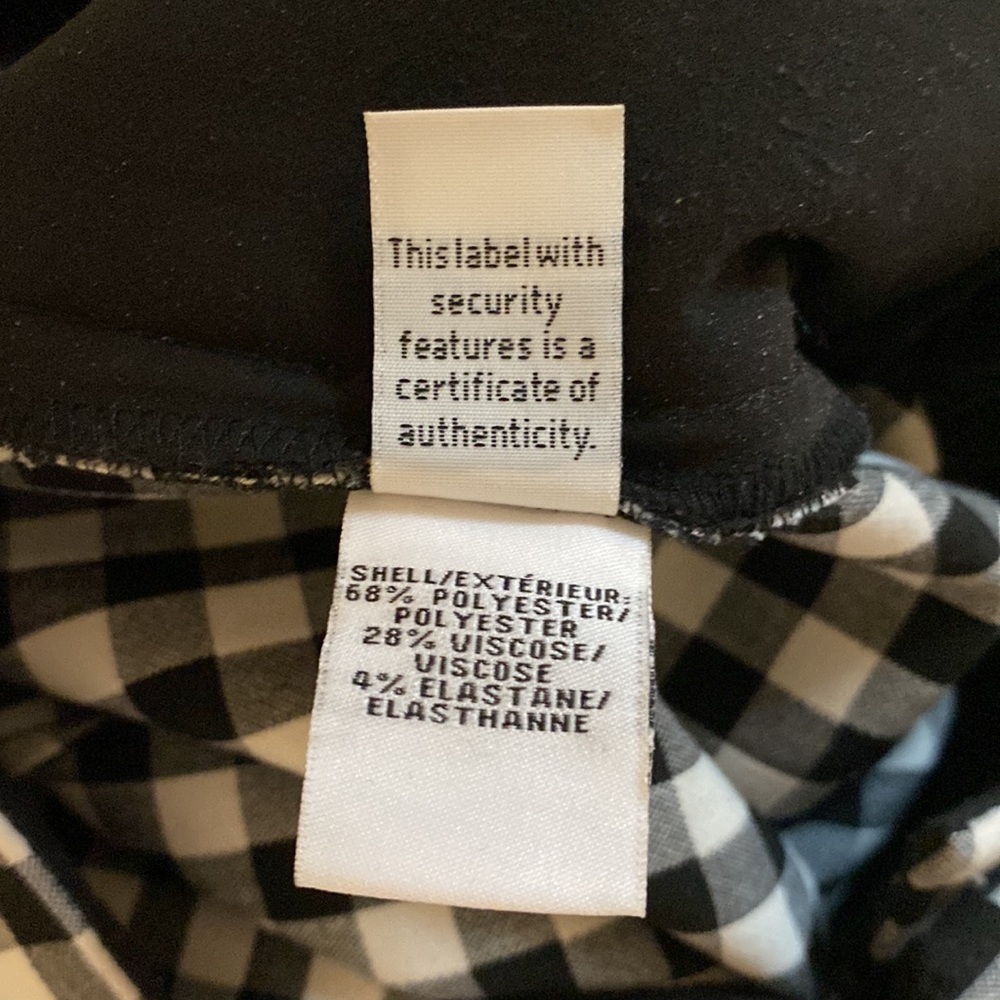 This label with
security
features is a
certificate of
authenticity.
SHELL/EXTÉRIEUR:
68% POLYESTER/
POLYESTER
28% VISCOSE/
VISCOSE
4% ELASTANE/
ELASTHANNE